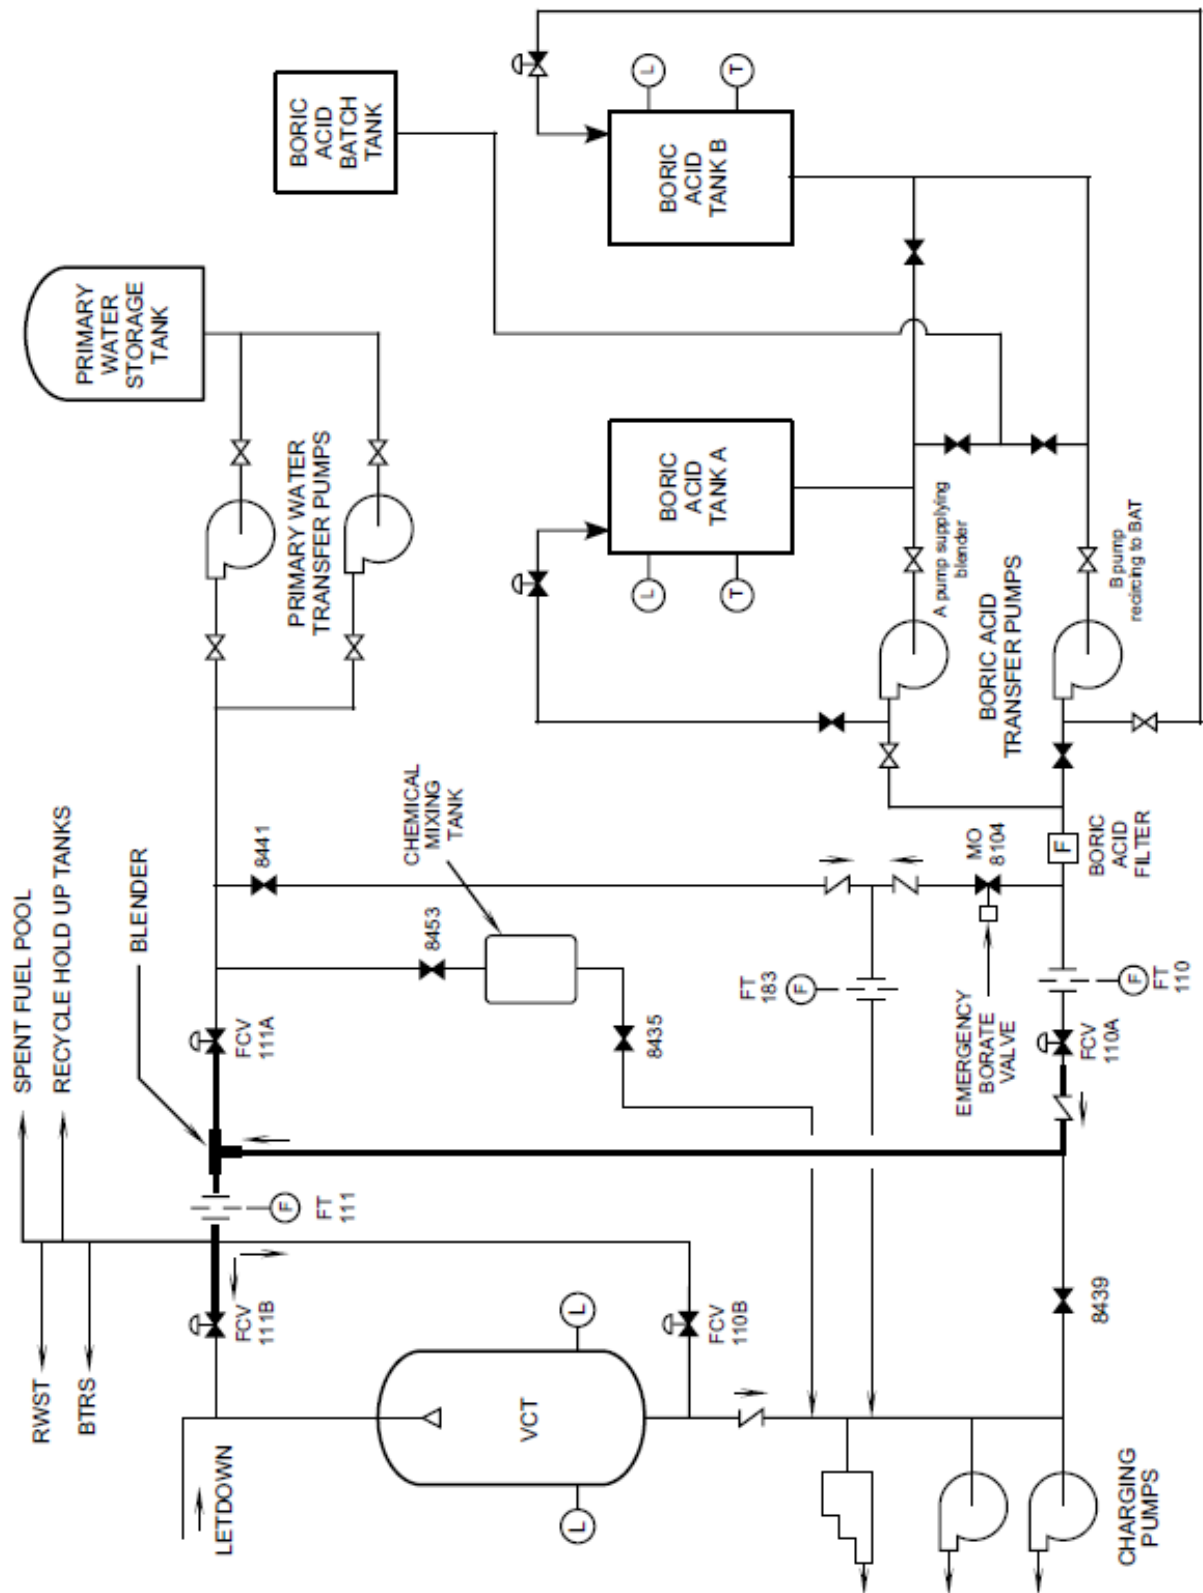 SPENT FUEL POOL
RECYCLE HOLD UP TANKS
BLENDER
RWST
BTRS
LETDOWN
FCV
111B
FT
111
F
FCV
111A
8453
8441
CHEMICAL
MIXING
TANK
8435
PRIMARY WATER
TRANSFER PUMPS
PRIMARY
WATER
STORAGE
TANK
BORIC
ACID
BATCH
TANK
VCT
L
L
FCV
110B
FT
183
F
EMERGENCY
BORATE
VALVE
MO
8104
BORIC
ACID
TANK A
L
T
BORIC
ACID
TANK B
L
T
A pump supplying
blender
BORIC ACID
TRANSFER PUMPS
B pump
recircing to BAT
F
BORIC
ACID
FILTER
FCV
110A
F
FT
110
8439
CHARGING
PUMPS